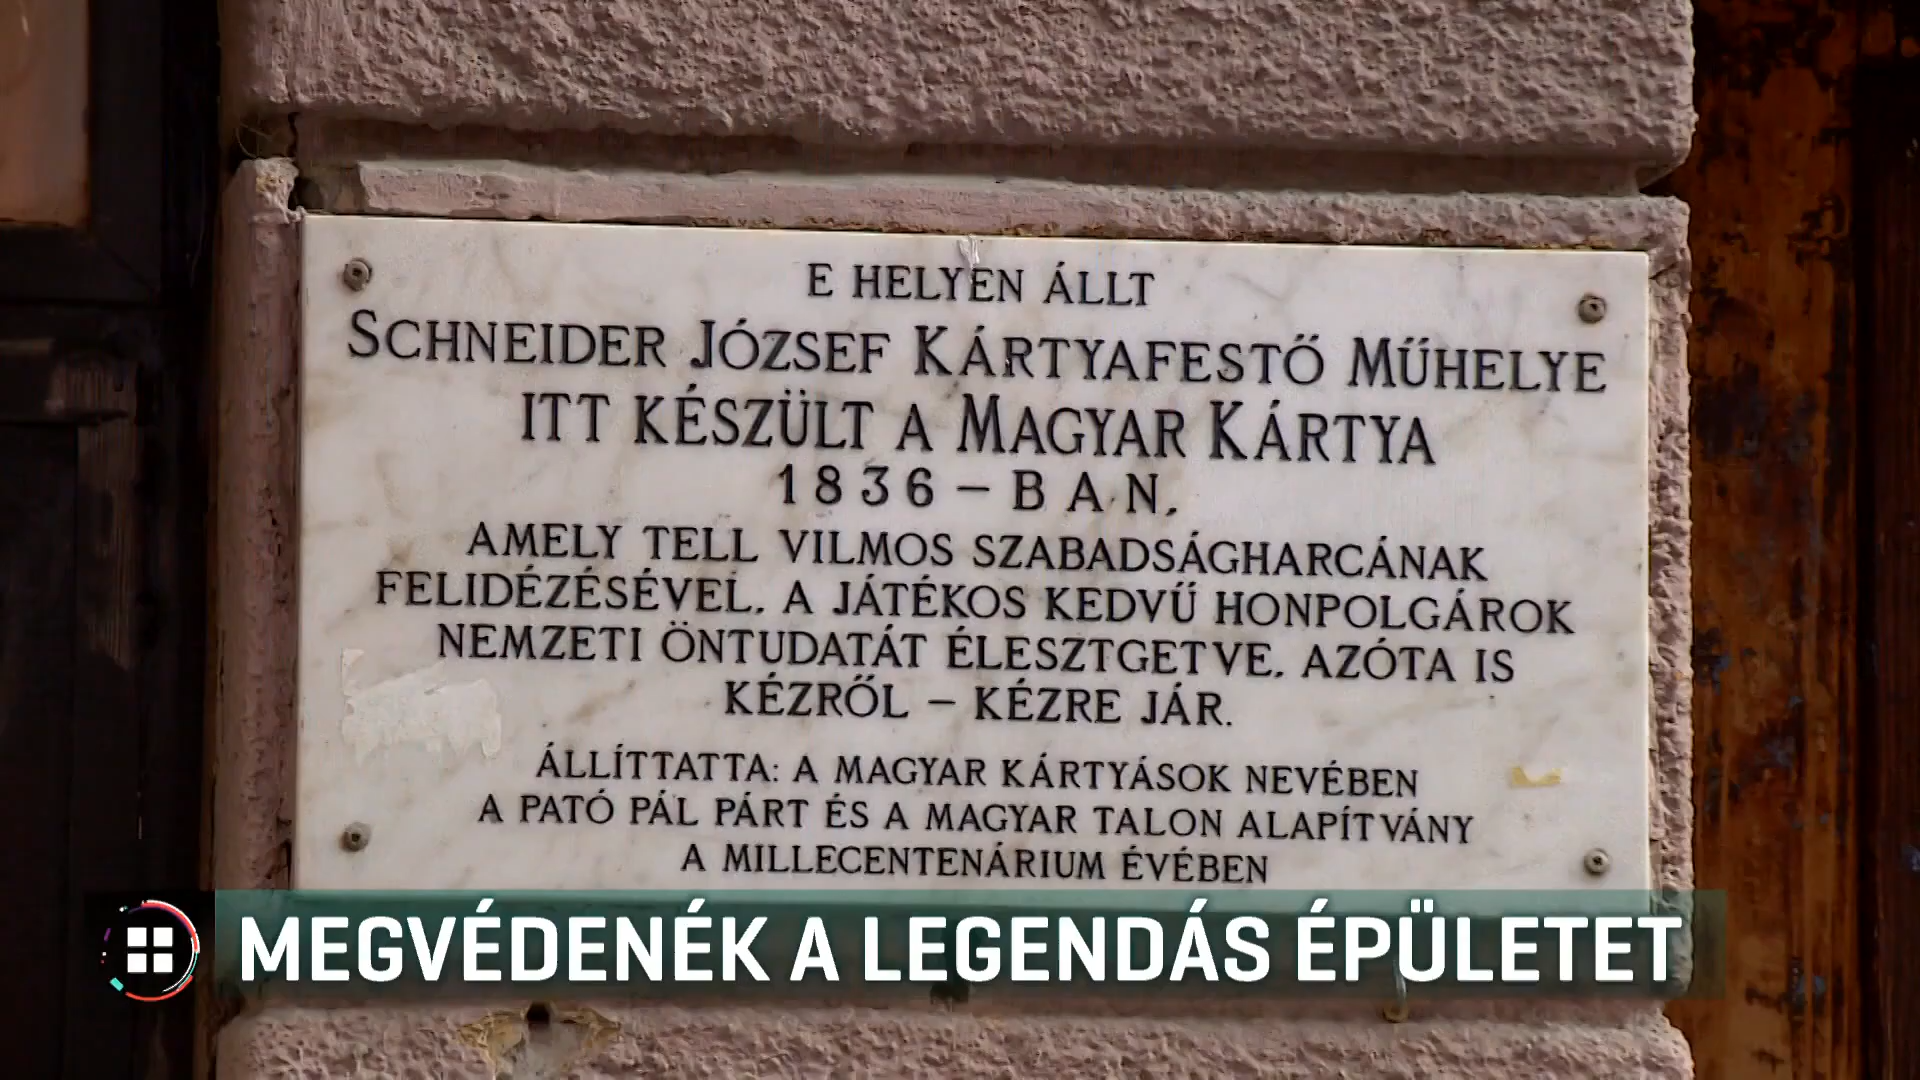 E HELYEN ÁLLT
SCHNEIDER JÓZSEF KÁRTYAFESTŐ MŰHELYE
ITT KÉSZÜLT A MAGYAR KÁRTYA
1836 – BAN,
AMELY TELL VILMOS SZABADSÁGHARCÁNAK
FELIDÉZÉSÉVEL, A JÁTÉKOS KEDVŰ HONPOLGÁROK
NEMZETI ÖNTUDATÁT ÉLESZTGETVE, AZÓTA IS
KÉZRŐL – KÉZRE JÁR.
ÁLLÍTTATTA: A MAGYAR KÁRTYÁSOK NEVÉBEN
A PATÓ PÁL PÁRT ÉS A MAGYAR TALON ALAPÍTVÁNY
A MILLECENTENÁRIUM ÉVÉBEN
MEGVÉDENÉK A LEGENDÁS ÉPÜLETET